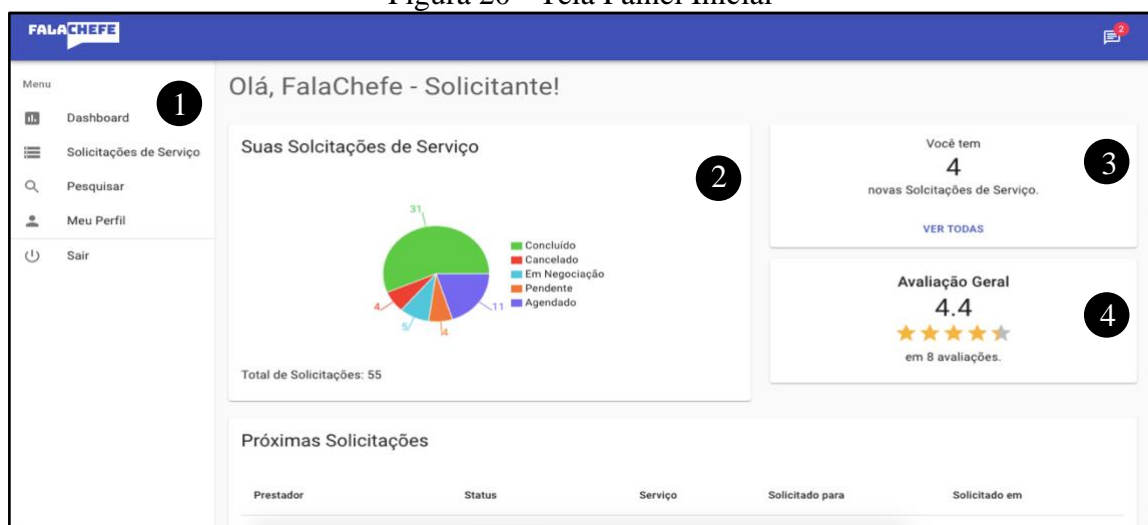 Figura 26 - Tela Painel Inicial
FALACHEFE
2
Menu
1
Dashboard
Solicitações de Serviço
Pesquisar
Meu Perfil
Sair
Olá, FalaChefe - Solicitante!
Suas Solcitações de Serviço
2
31
4
5
4
11
Concluído
Cancelado
Em Negociação
Pendente
Agendado
Total de Solicitações: 55
Você tem
4
novas Solcitações de Serviço.
VER TODAS
3
Avaliação Geral
4.4
em 8 avaliações.
4
Próximas Solicitações
Prestador Status Serviço Solicitado para Solicitado em